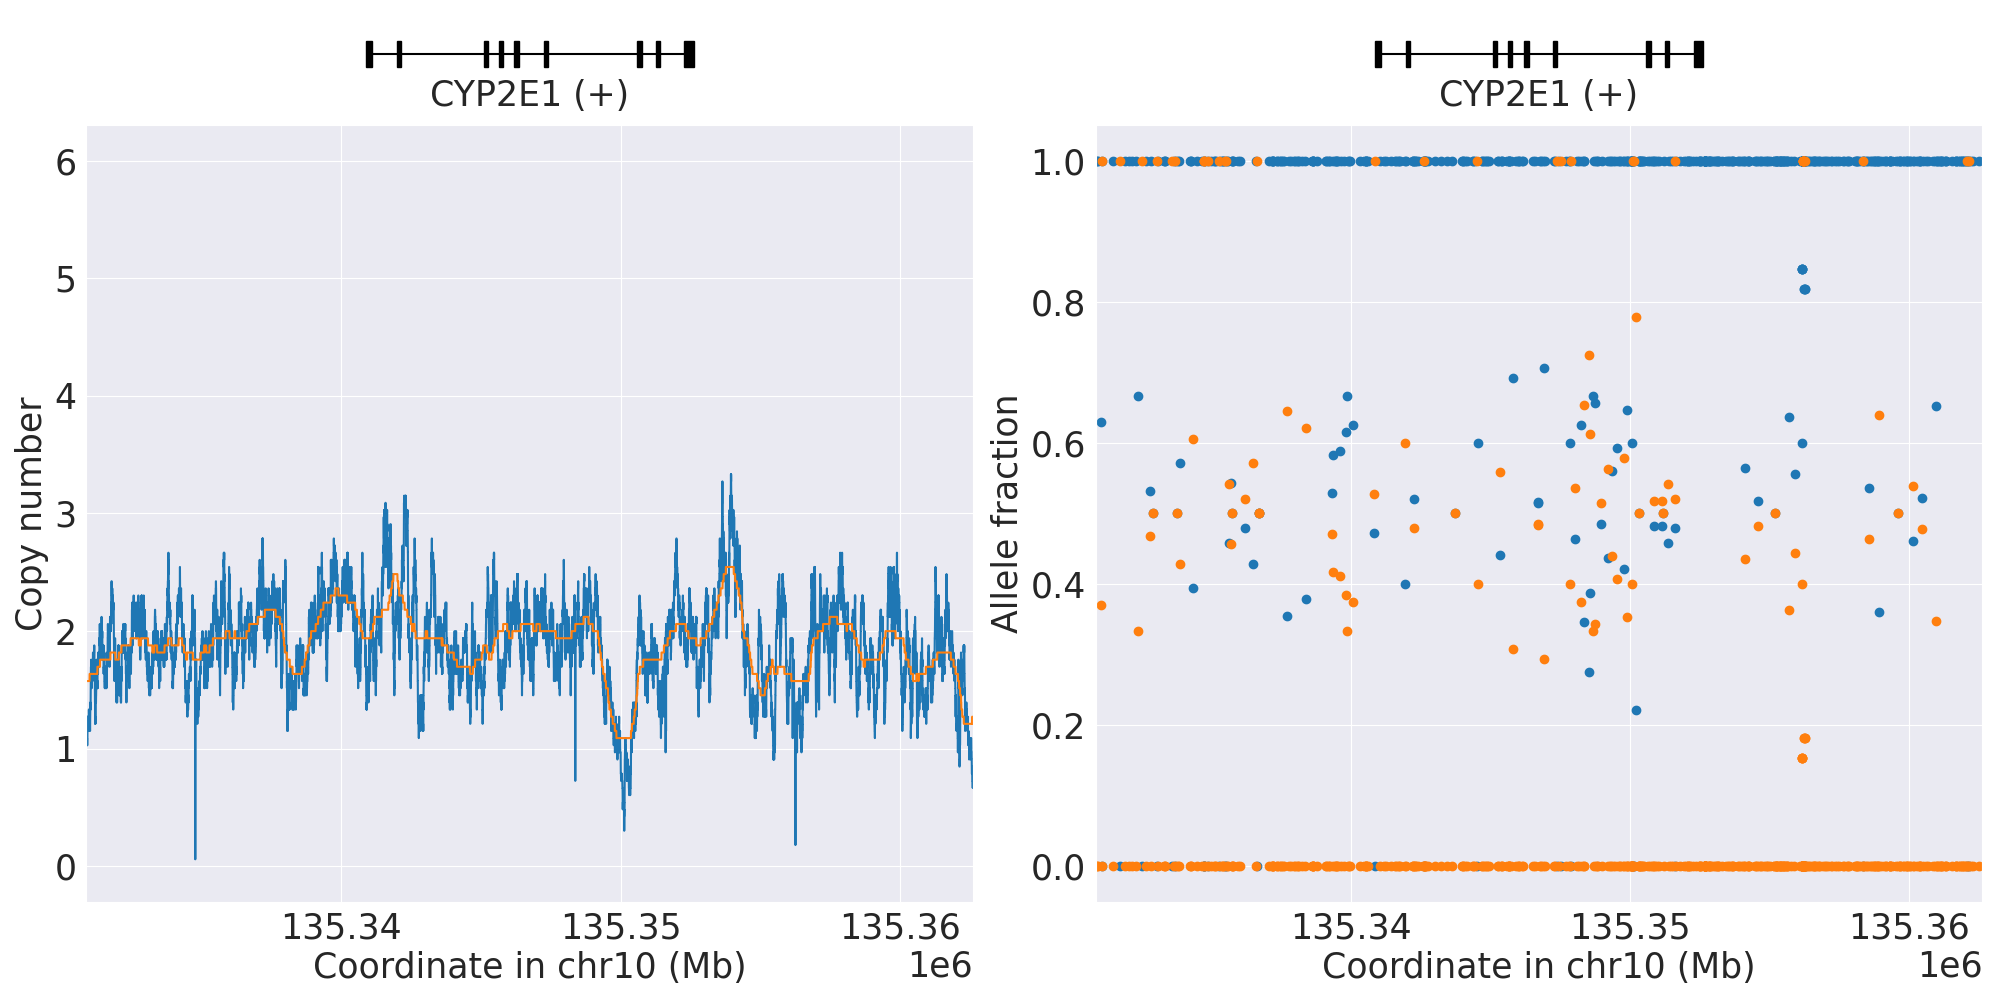 CYP2E1 (+)
6
5
4
3
2
1
0
Copy number
135.34 135.35 135.36
Coordinate in chr10 (Mb)
1e6
CYP2E1 (+)
1.0
0.8
0.6
0.4
0.2
0.0
Allele fraction
135.34 135.35 135.36
Coordinate in chr10 (Mb)
1e6